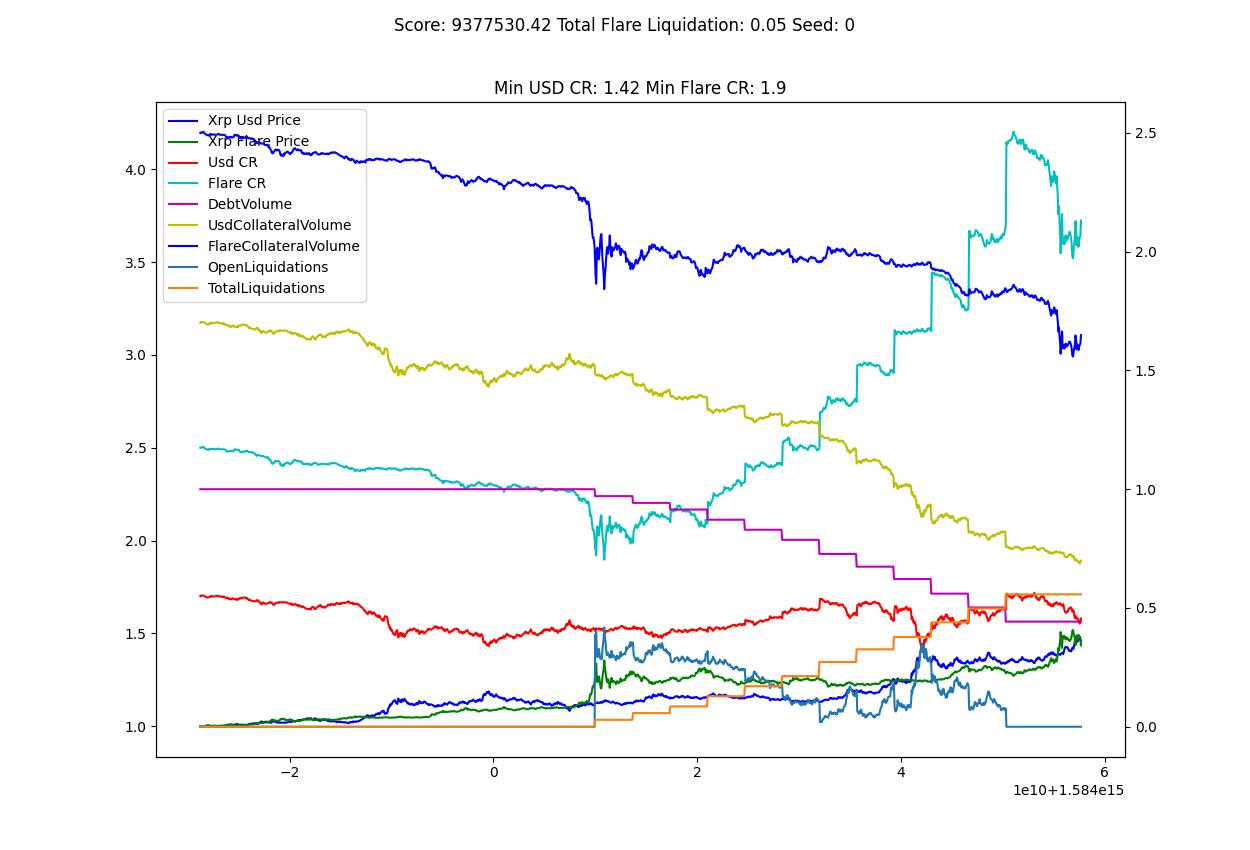 Score: 9377530.42 Total Flare Liquidation: 0.05 Seed: 0
Min USD CR: 1.42 Min Flare CR: 1.9
Xrp Usd Price
Xrp Flare Price
Usd CR
Flare CR
DebtVolume
UsdCollateralVolume
FlareCollateralVolume
OpenLiquidations
TotalLiquidations
4.0
3.5
3.0
2.5
2.0
1.5
1.0
2.5
2.0
1.5
1.0
0.5
0.0
−2 0 2 4 6
1e10+1.584e15